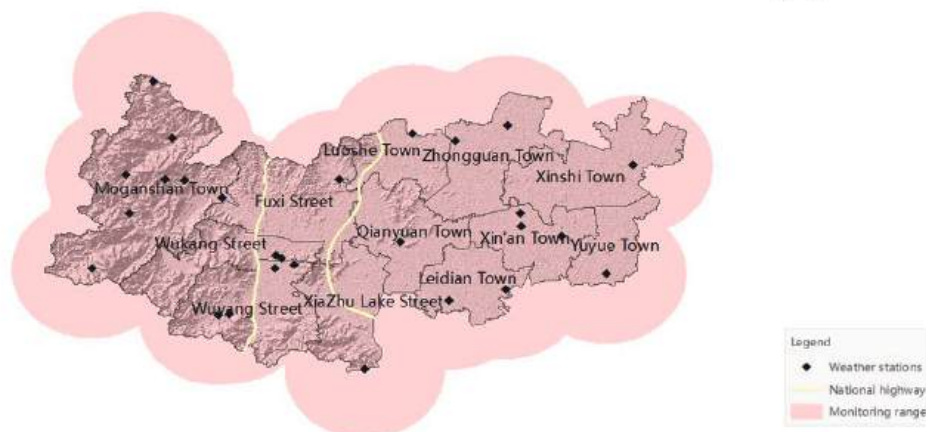 Luoshe Town
Zhongguan Town
Xinshi Town
Moganshan Town
Fuxi Street
Qianyuan Town
Xin'an Town
Yuyue Town
Wukang Street
Leidian Town
Wuyang Street
XiaZhu Lake Street
Legend
Weather stations
National highway
Monitoring range